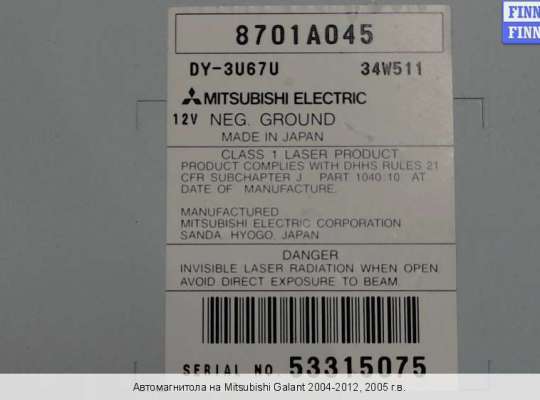 FINN
FINN
8701A045
DY-3U67U 34W511
MITSUBISHI ELECTRIC
12V NEG. GROUND
MADE IN JAPAN
CLASS 1 LASER PRODUCT
PRODUCT COMPLIES WITH DHHS RULES 21
CFR SUBCHAPTER J PART 1040:10 AT
DATE OF MANUFACTURE.
MANUFACTURED
MITSUBISHI ELECTRIC CORPORATION
SANDA, HYOGO, JAPAN
DANGER
INVISIBLE LASER RADIATION WHEN OPEN.
AVOID DIRECT EXPOSURE TO BEAM.
SERIAL NO. 53315075
Автомагнитола на Mitsubishi Galant 2004-2012, 2005 г.в.